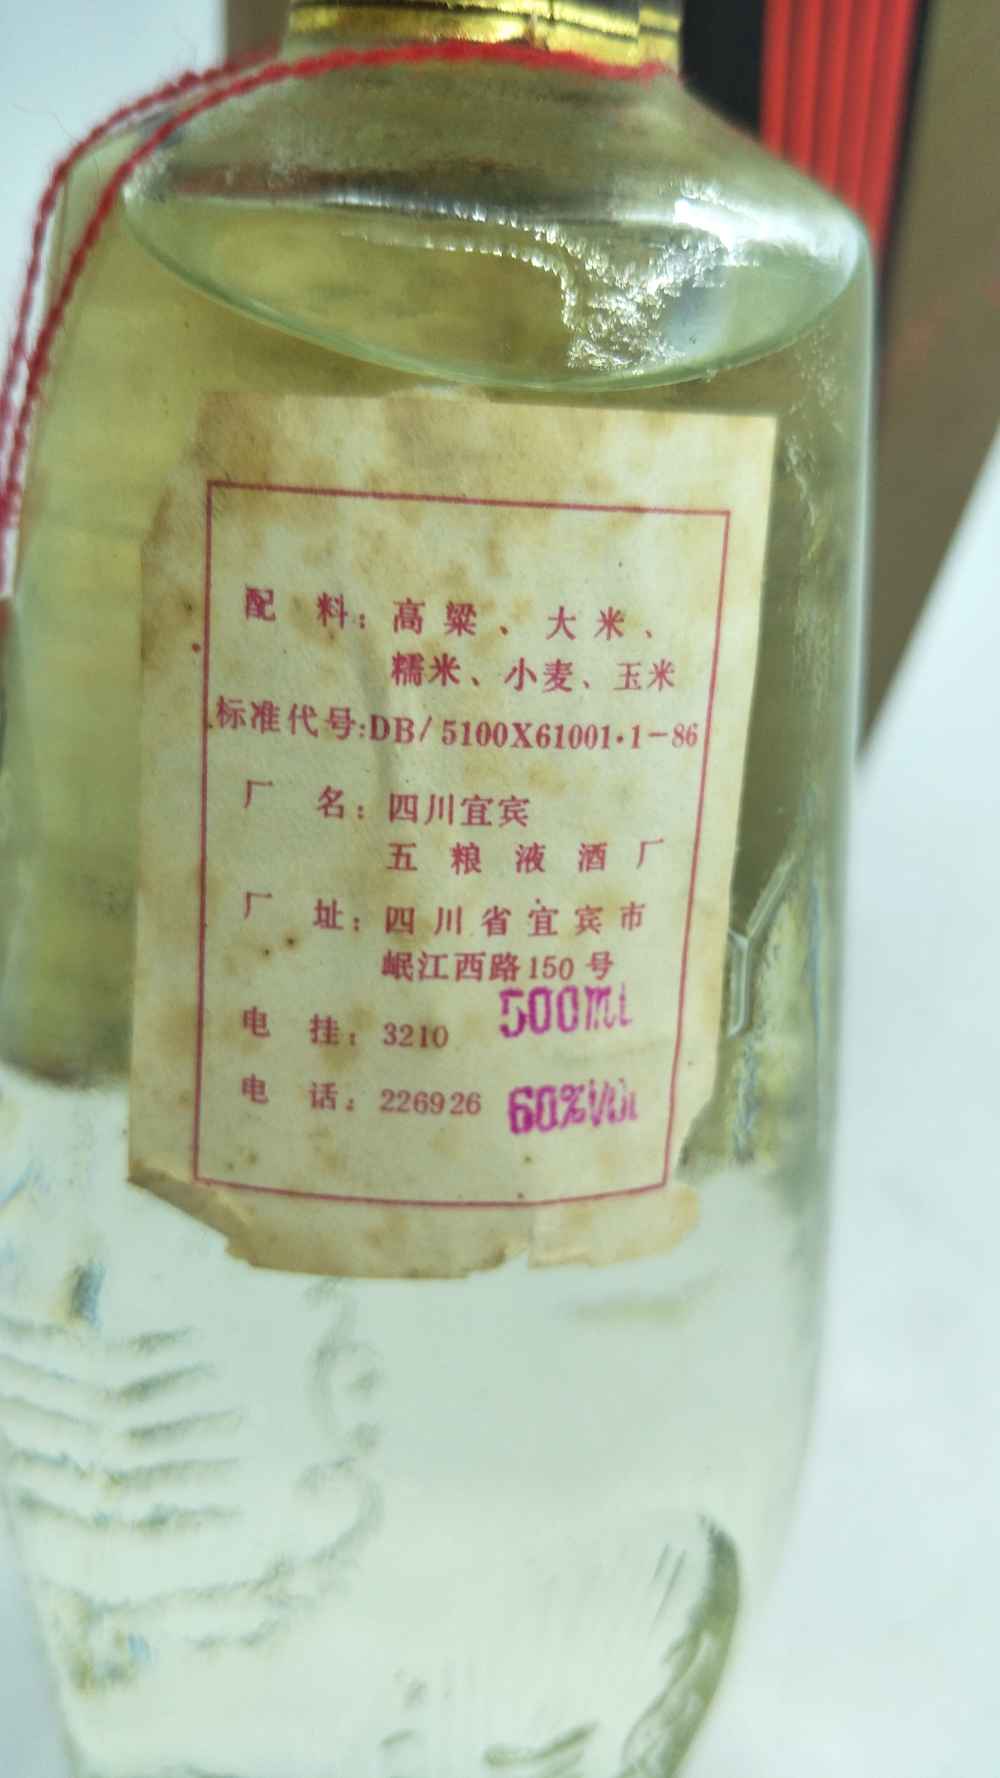 配 料：高粱、大米、
糯米、小麦、玉米
标准代号：DB/5100X61001·1-86
厂 名：四川宜宾
五粮液酒厂
厂 址：四川省宜宾市
岷江西路150号
电 挂：3210
500ml
电 话：226926
60%Vol